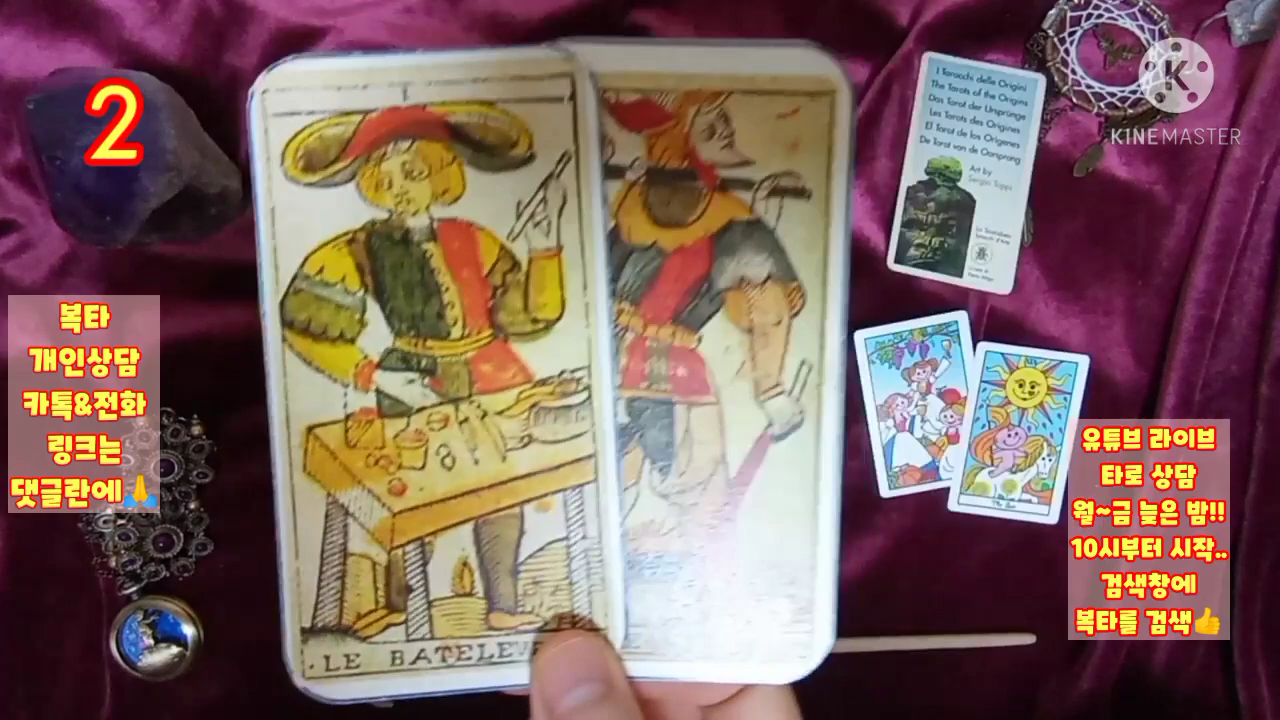 2
복타
개인상담
카톡&전화
링크는
댓글란에🙏
I
LE BATELEU
I Tarocchi delle Origini
The Tarots of the Origins
Das Tarot der Ursprünge
Les Tarots des Origines
El Tarot de los Origenes
De Tarot van de Oorsprong
Art by
Sergio Toppi
KINEMASTER
유튜브 라이브
타로 상담
월~금 늦은 밤!!
10시부터 시작..
검색창에
복타를 검색👍